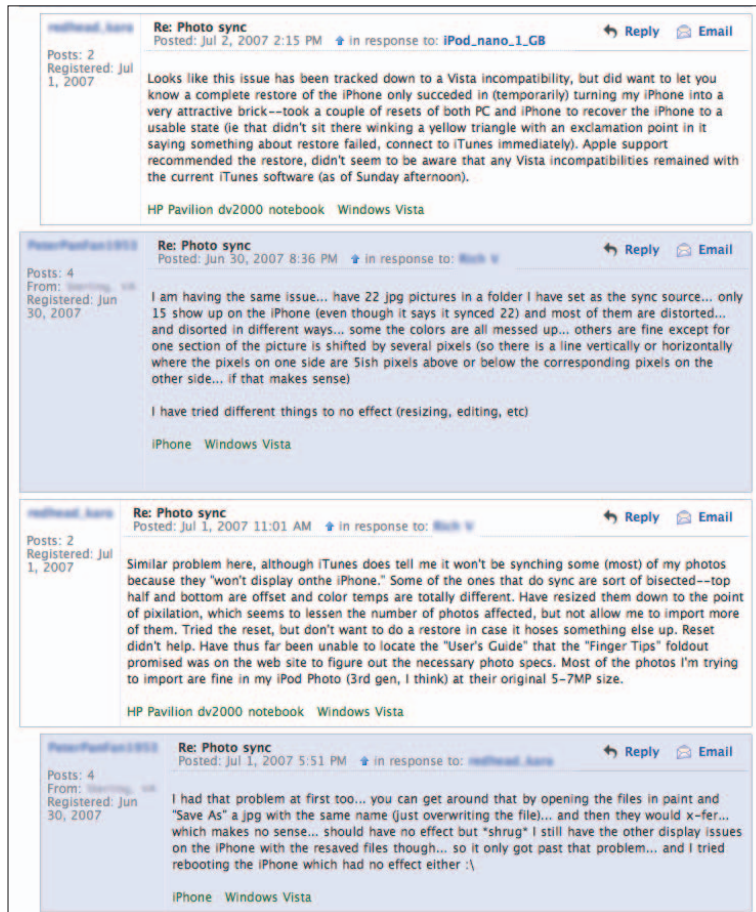 Re: Photo sync
Reply Email
Posted: Jul 2, 2007 2:15 PM in response to: iPod_nano_1_GB
Posts: 2
Registered: Jul
1, 2007
Looks like this issue has been tracked down to a Vista incompatibility, but did want to let you
know a complete restore of the iPhone only succeded in (temporarily) turning my iPhone into a
very attractive brick--took a couple of resets of both PC and iPhone to recover the iPhone to a
usable state (ie that didn't sit there winking a yellow triangle with an exclamation point in it
saying something about restore failed, connect to iTunes immediately). Apple support
recommended the restore, didn't seem to be aware that any Vista incompatibilities remained with
the current iTunes software (as of Sunday afternoon).
HP Pavilion dv2000 notebook Windows Vista
Re: Photo sync
Reply Email
Posted: Jun 30, 2007 8:36 PM in response to:
Posts: 4
From:
Registered: Jun
30, 2007
I am having the same issue... have 22 jpg pictures in a folder I have set as the sync source... only
15 show up on the iPhone (even though it says it synced 22) and most of them are distorted...
and disorted in different ways... some the colors are all messed up... others are fine except for
one section of the picture is shifted by several pixels (so there is a line vertically or horizontally
where the pixels on one side are 5ish pixels above or below the corresponding pixels on the
other side... if that makes sense)
I have tried different things to no effect (resizing, editing, etc)
iPhone Windows Vista
Re: Photo sync
Reply Email
Posted: Jul 1, 2007 11:01 AM in response to:
Posts: 2
Registered: Jul
1, 2007
Similar problem here, although iTunes does tell me it won't be synching some (most) of my photos
because they "won't display onthe iPhone." Some of the ones that do sync are sort of bisected--top
half and bottom are offset and color temps are totally different. Have resized them down to the point
of pixilation, which seems to lessen the number of photos affected, but not allow me to import more
of them. Tried the reset, but don't want to do a restore in case it hoses something else up. Reset
didn't help. Have thus far been unable to locate the "User's Guide" that the "Finger Tips" foldout
promised was on the web site to figure out the necessary photo specs. Most of the photos I'm trying
to import are fine in my iPod Photo (3rd gen, I think) at their original 5-7MP size.
HP Pavilion dv2000 notebook Windows Vista
Re: Photo sync
Reply Email
Posted: Jul 1, 2007 5:51 PM in response to:
Posts: 4
From:
Registered: Jun
30, 2007
I had that problem at first too... you can get around that by opening the files in paint and
"Save As" a jpg with the same name (just overwriting the file)... and then they would x-fer...
which makes no sense... should have no effect but *shrug* I still have the other display issues
on the iPhone with the resaved files though... so it only got past that problem... and I tried
rebooting the iPhone which had no effect either :\
iPhone Windows Vista